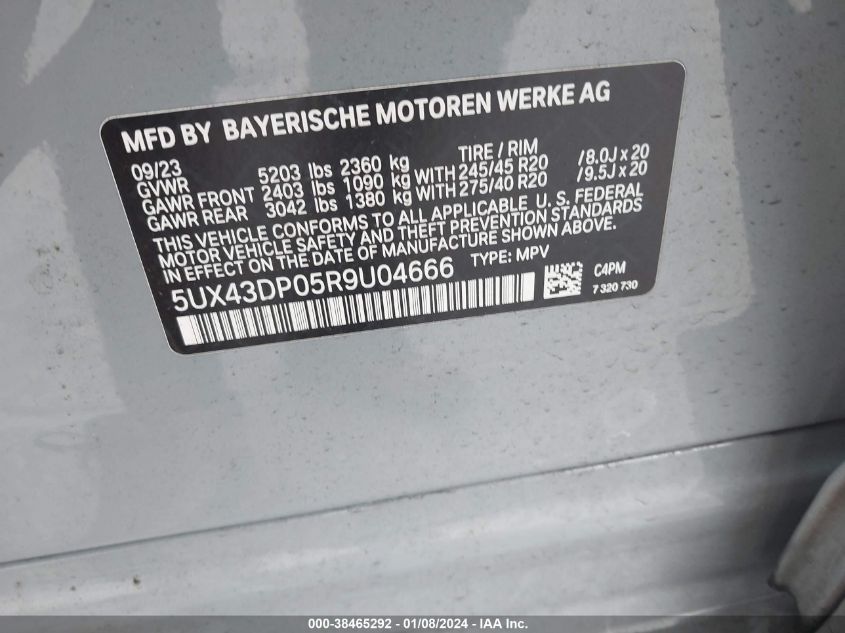 MFD BY BAYERISCHE MOTOREN WERKE AG
09/23 TIRE / RIM
GVWR 5203 lbs 2360 kg
GAWR FRONT 2403 lbs 1090 kg WITH 245/45 R20 /8.0J x 20
GAWR REAR 3042 lbs 1380 kg WITH 275/40 R20 /9.5J x 20
THIS VEHICLE CONFORMS TO ALL APPLICABLE U. S. FEDERAL
MOTOR VEHICLE SAFETY AND THEFT PREVENTION STANDARDS
IN EFFECT ON THE DATE OF MANUFACTURE SHOWN ABOVE.
5UX43DP05R9U04666 TYPE: MPV
C4PM
7 320 730
000-38465292 - 01/08/2024 - IAA Inc.